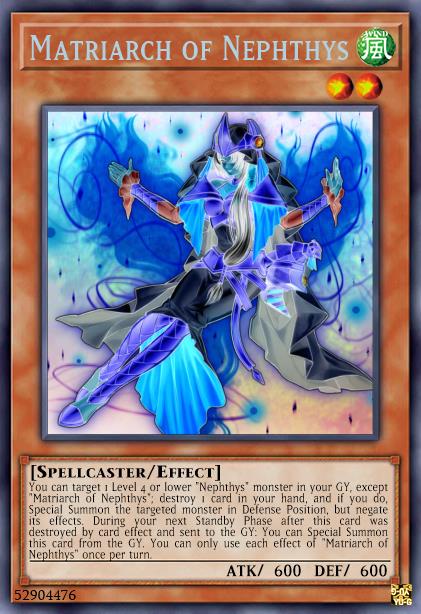 MATRIARCH OF NEPHTHYS
WIND
風
[SPELLCASTER/EFFECT]
You can target 1 Level 4 or lower "Nephthys" monster in your GY, except
"Matriarch of Nephthys"; destroy 1 card in your hand, and if you do,
Special Summon the targeted monster in Defense Position, but negate
its effects. During your next Standby Phase after this card was
destroyed by card effect and sent to the GY: You can Special Summon
this card from the GY. You can only use each effect of "Matriarch of
Nephthys" once per turn.
ATK/ 600 DEF/ 600
52904476